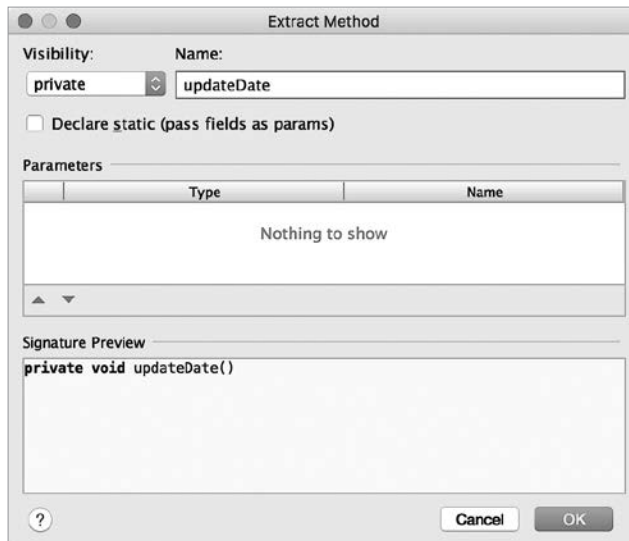 Extract Method
Visibility: Name:
private updateDate
Declare static (pass fields as params)
Parameters
Type Name
Nothing to show
Signature Preview
private void updateDate()
? Cancel OK